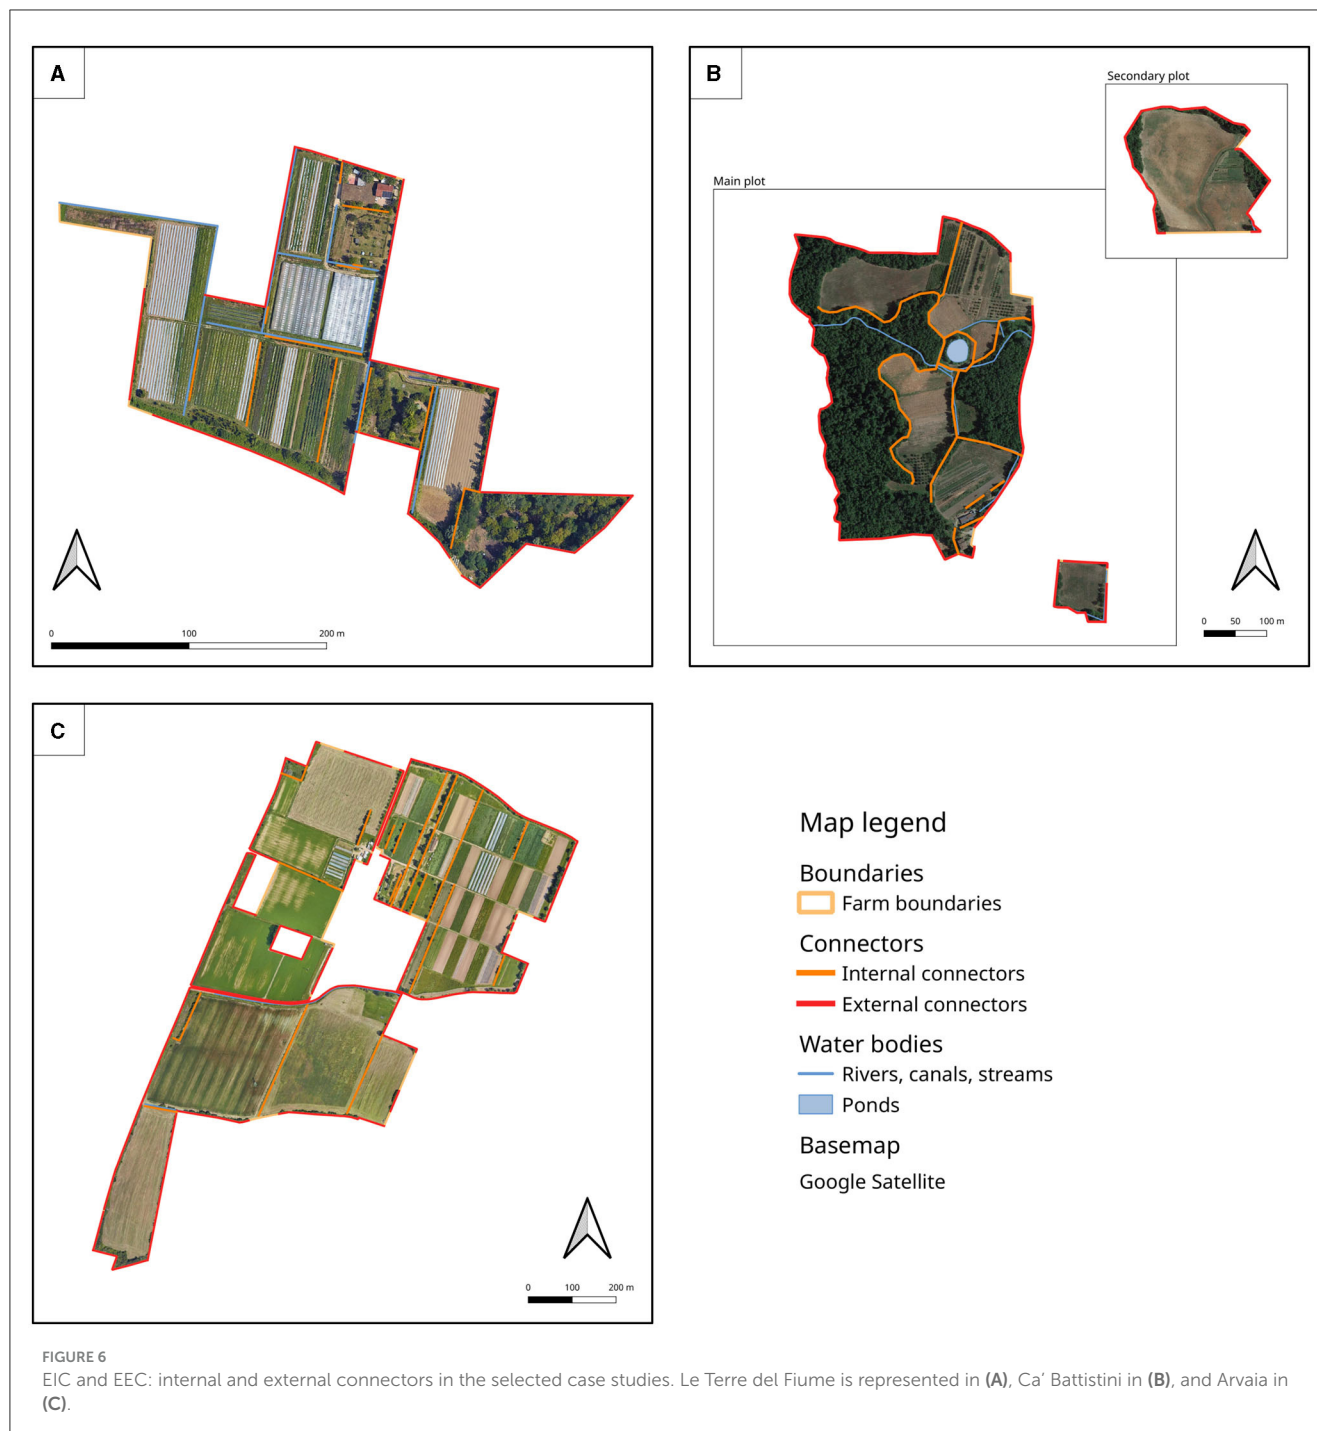 A
0 100 200 m
B
Secondary plot
Main plot
0 50 100 m
C
0 100 200 m
Map legend
Boundaries
Farm boundaries
Connectors
Internal connectors
External connectors
Water bodies
Rivers, canals, streams
Ponds
Basemap
Google Satellite
FIGURE 6
EIC and EEC: internal and external connectors in the selected case studies. Le Terre del Fiume is represented in (A), Ca' Battistini in (B), and Arvaia in
(C).